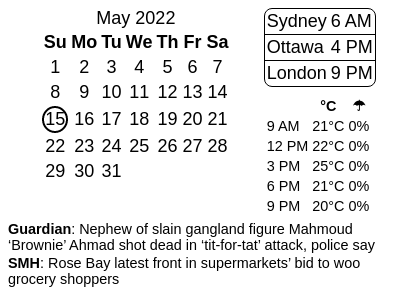 May 2022
Su Mo Tu We Th Fr Sa
1 2 3 4 5 6 7
8 9 10 11 12 13 14
15 16 17 18 19 20 21
22 23 24 25 26 27 28
29 30 31
Sydney 6 AM
Ottawa 4 PM
London 9 PM
°C ☂
9 AM 21°C 0%
12 PM 22°C 0%
3 PM 25°C 0%
6 PM 21°C 0%
9 PM 20°C 0%
Guardian: Nephew of slain gangland figure Mahmoud
‘Brownie’ Ahmad shot dead in ‘tit-for-tat’ attack, police say
SMH: Rose Bay latest front in supermarkets’ bid to woo
grocery shoppers